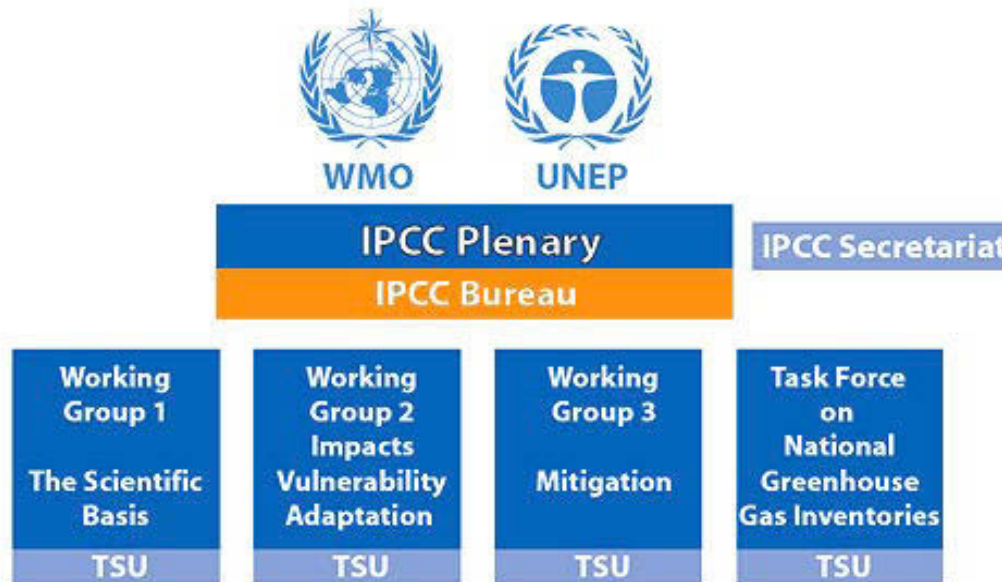 WMO
UNEP
IPCC Plenary
IPCC Secretariat
IPCC Bureau
Working
Group 1
The Scientific
Basis
TSU
Working
Group 2
Impacts
Vulnerability
Adaptation
TSU
Working
Group 3
Mitigation
TSU
Task Force
on
National
Greenhouse
Gas Inventories
TSU